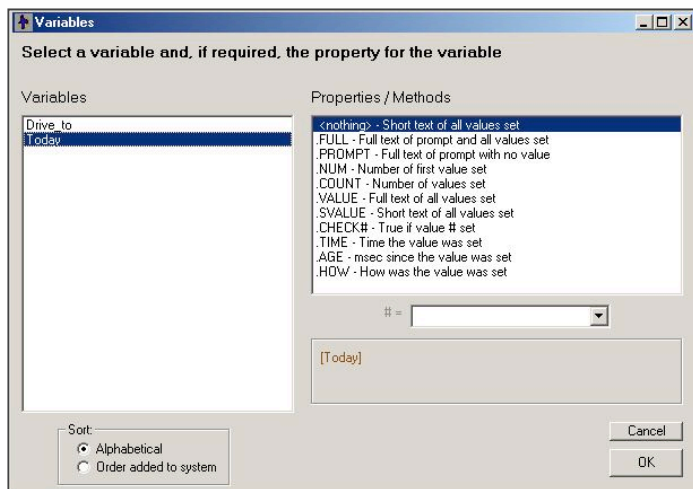 Variables
Select a variable and, if required, the property for the variable
Variables
Drive_to
Today
Properties / Methods
<nothing> - Short text of all values set
.FULL - Full text of prompt and all values set
.PROMPT - Full text of prompt with no value
.NUM - Number of first value set
.COUNT - Number of values set
.VALUE - Full text of all values set
.SVALUE - Short text of all values set
.CHECK# - True if value # set
.TIME - Time the value was set
.AGE - msec since the value was set
.HOW - How was the value was set
# =
[Today]
Sort:
Alphabetical
Order added to system
Cancel
OK